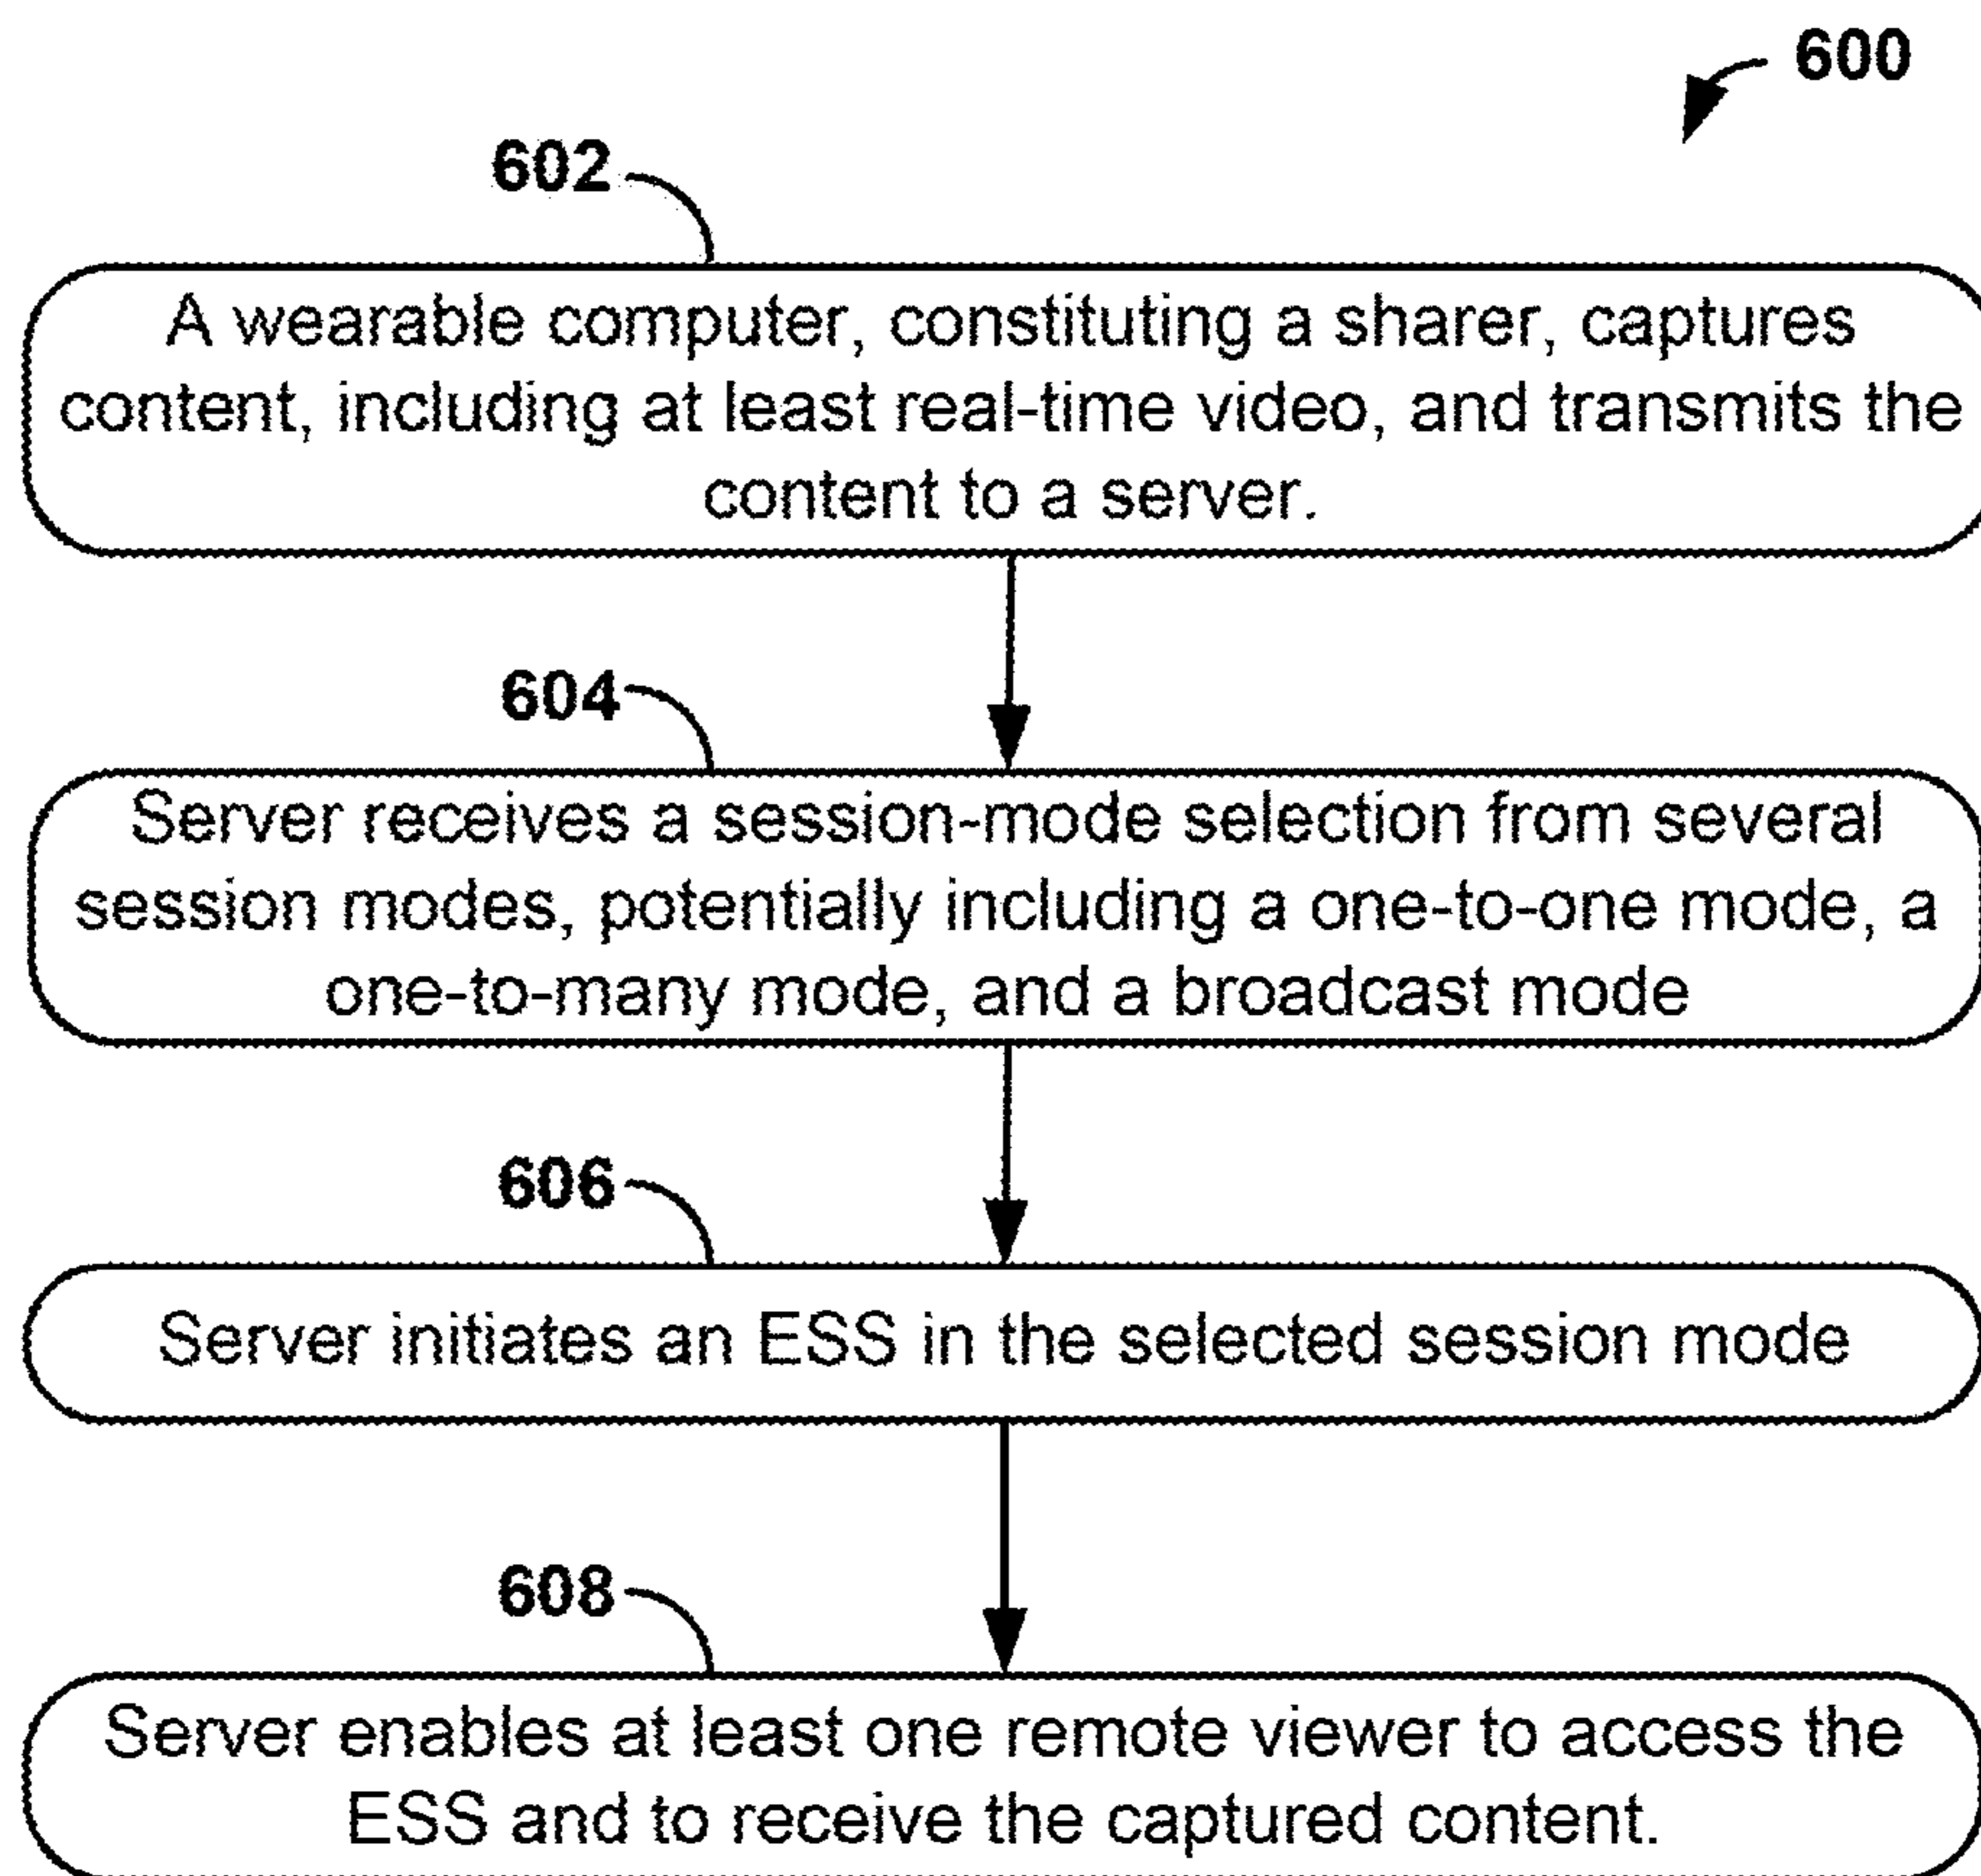 600
602
A wearable computer, constituting a sharer, captures
content, including at least real-time video, and transmits the
content to a server.
604
Server receives a session-mode selection from several
session modes, potentially including a one-to-one mode, a
one-to-many mode, and a broadcast mode
606
Server initiates an ESS in the selected session mode
608
Server enables at least one remote viewer to access the
ESS and to receive the captured content.